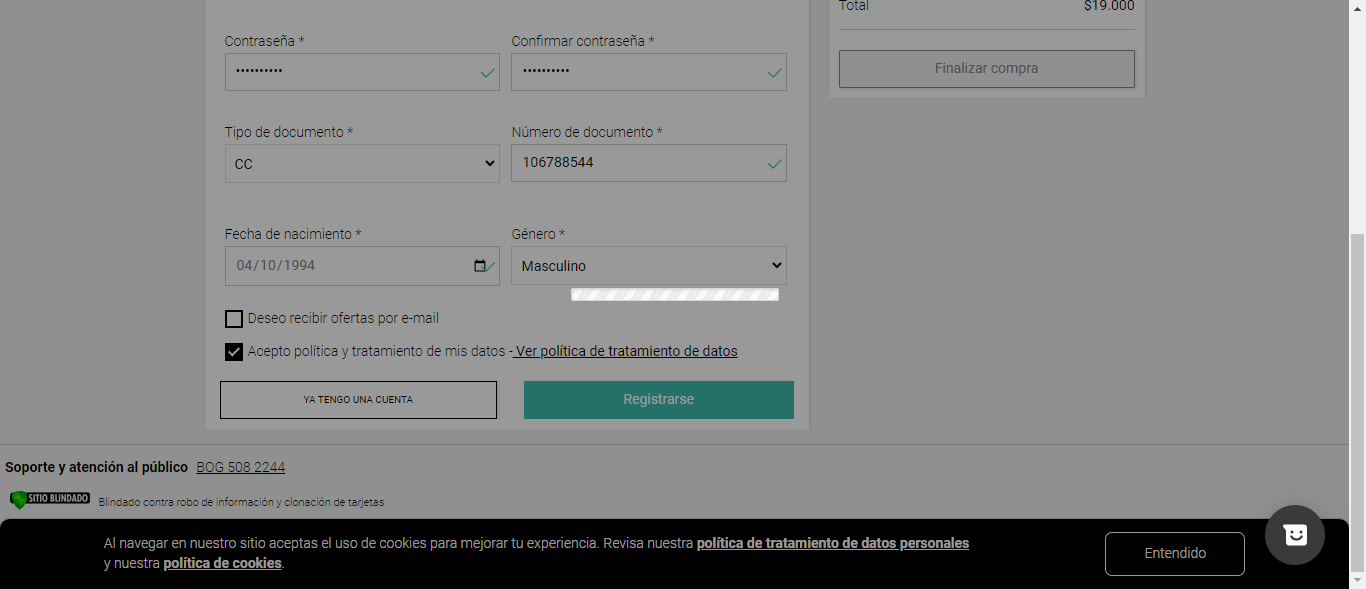 Total $19.000
Contraseña * Confirmar contraseña *
•••••••••• ••••••••••
Finalizar compra
Tipo de documento * Número de documento *
CC 106788544
Fecha de nacimiento * Género *
04/10/1994 Masculino
Deseo recibir ofertas por e-mail
Acepto política y tratamiento de mis datos - Ver política de tratamiento de datos
YA TENGO UNA CUENTA Registrarse
Soporte y atención al público BOG 508 2244
SITIO BLINDADO Blindado contra robo de información y clonación de tarjetas
Al navegar en nuestro sitio aceptas el uso de cookies para mejorar tu experiencia. Revisa nuestra política de tratamiento de datos personales
y nuestra política de cookies.
Entendido